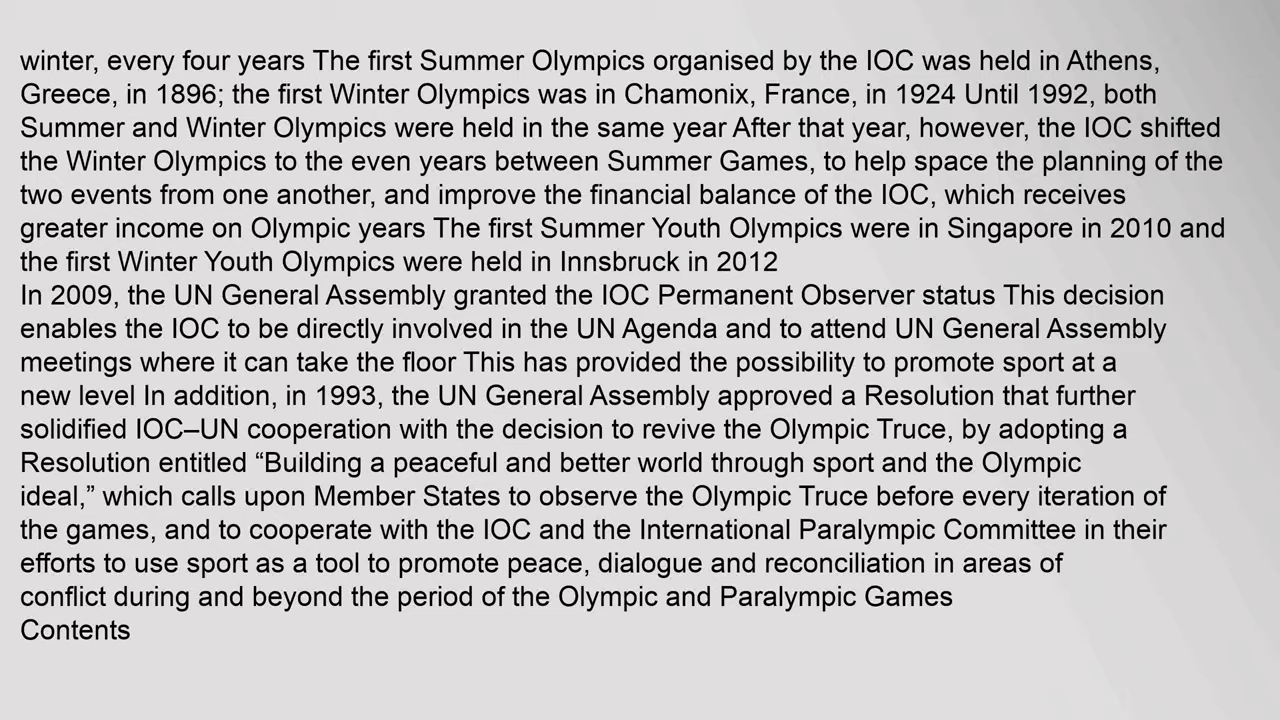 winter, every four years The first Summer Olympics organised by the IOC was held in Athens,
Greece, in 1896; the first Winter Olympics was in Chamonix, France, in 1924 Until 1992, both
Summer and Winter Olympics were held in the same year After that year, however, the IOC shifted
the Winter Olympics to the even years between Summer Games, to help space the planning of the
two events from one another, and improve the financial balance of the IOC, which receives
greater income on Olympic years The first Summer Youth Olympics were in Singapore in 2010 and
the first Winter Youth Olympics were held in Innsbruck in 2012
In 2009, the UN General Assembly granted the IOC Permanent Observer status This decision
enables the IOC to be directly involved in the UN Agenda and to attend UN General Assembly
meetings where it can take the floor This has provided the possibility to promote sport at a
new level In addition, in 1993, the UN General Assembly approved a Resolution that further
solidified IOC–UN cooperation with the decision to revive the Olympic Truce, by adopting a
Resolution entitled “Building a peaceful and better world through sport and the Olympic
ideal,” which calls upon Member States to observe the Olympic Truce before every iteration of
the games, and to cooperate with the IOC and the International Paralympic Committee in their
efforts to use sport as a tool to promote peace, dialogue and reconciliation in areas of
conflict during and beyond the period of the Olympic and Paralympic Games
Contents